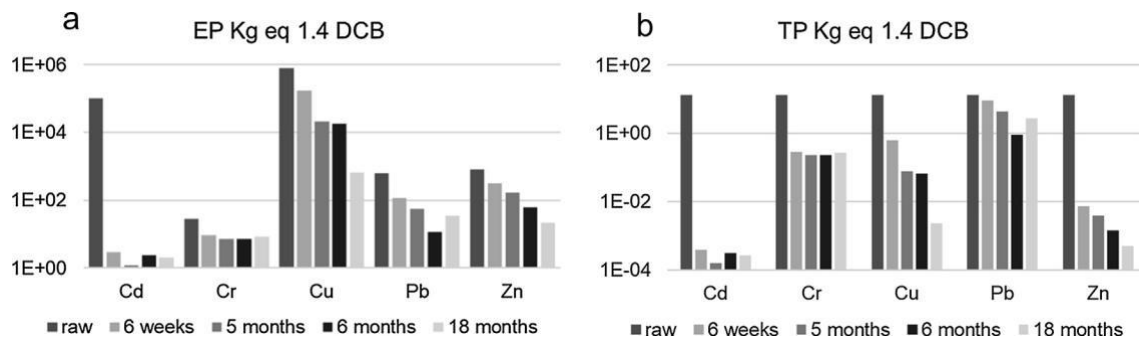 a
EP Kg eq 1.4 DCB
1E+06
1E+04
1E+02
1E+00
Cd Cr Cu Pb Zn
raw 6 weeks 5 months 6 months 18 months
b
TP Kg eq 1.4 DCB
1E+02
1E+00
1E-02
1E-04
Cd Cr Cu Pb Zn
raw 6 weeks 5 months 6 months 18 months